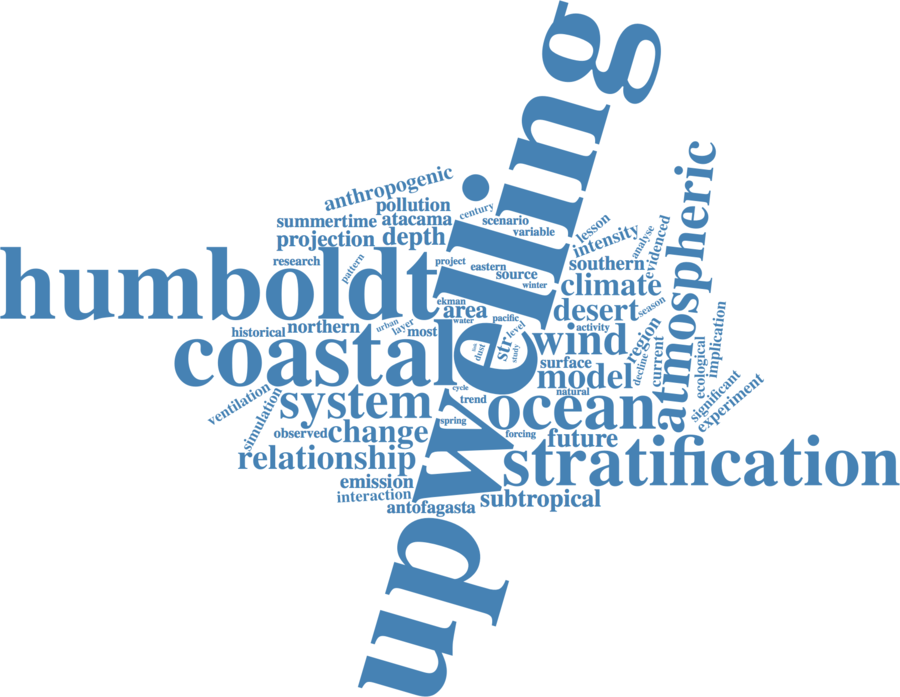 upwelling
anthropogenic
pollution
century
summertime
atacama
scenario
lesson
atmospheric
projection
depth
variable
intensity
analyse
evidenced
research
pattern
project
eastern
source
southern
winter
climate
humboldt
ekman
area
desert
season
water
pacific
historical
northern
urban
layer
most
level
activity
wind
region
coastal
dust
str
study
surface
decline
current
implication
ecological
model
cycle
natural
ventilation
simulation
system
trend
ocean
significant
experiment
spring
observed
change
forcing
future
relationship
stratification
emission
interaction
subtropical
antofagasta